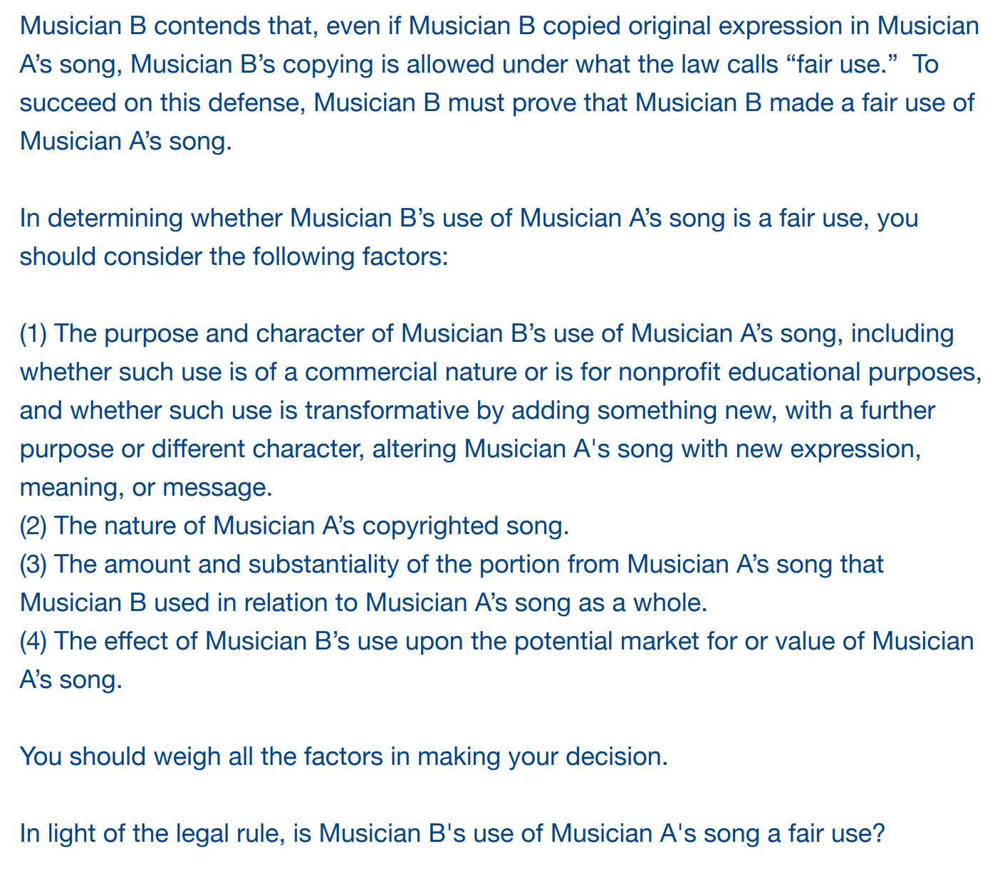 Musician B contends that, even if Musician B copied original expression in Musician
A’s song, Musician B’s copying is allowed under what the law calls “fair use.”  To
succeed on this defense, Musician B must prove that Musician B made a fair use of
Musician A’s song.
In determining whether Musician B’s use of Musician A’s song is a fair use, you
should consider the following factors:
(1) The purpose and character of Musician B’s use of Musician A’s song, including
whether such use is of a commercial nature or is for nonprofit educational purposes,
and whether such use is transformative by adding something new, with a further
purpose or different character, altering Musician A's song with new expression,
meaning, or message.
(2) The nature of Musician A’s copyrighted song.
(3) The amount and substantiality of the portion from Musician A’s song that
Musician B used in relation to Musician A’s song as a whole.
(4) The effect of Musician B’s use upon the potential market for or value of Musician
A’s song.
You should weigh all the factors in making your decision.
In light of the legal rule, is Musician B's use of Musician A's song a fair use?